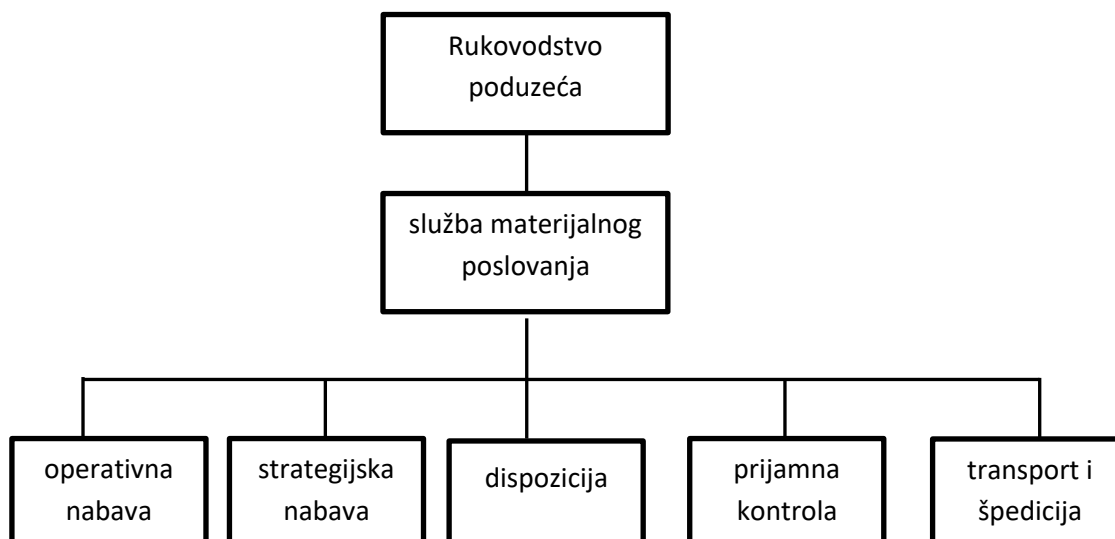 Rukovodstvo
poduzeća
služba materijalnog
poslovanja
operativna
nabava
strategijska
nabava
dispozicija
prijamna
kontrola
transport i
špedicija